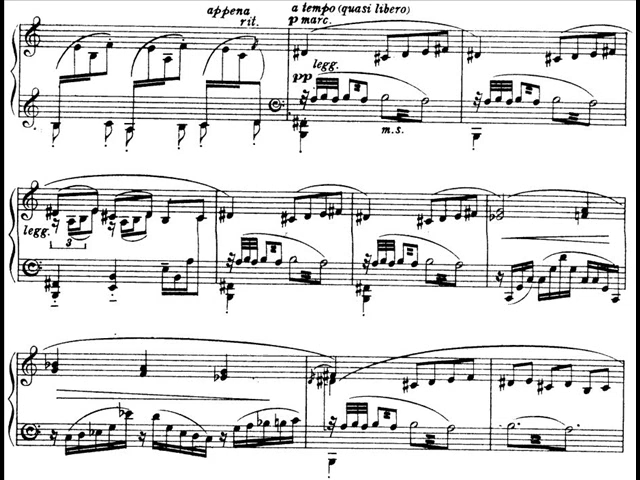 appena
rit.
a tempo (quasi libero)
p marc.
legg.
pp
m.s.
legg.
3